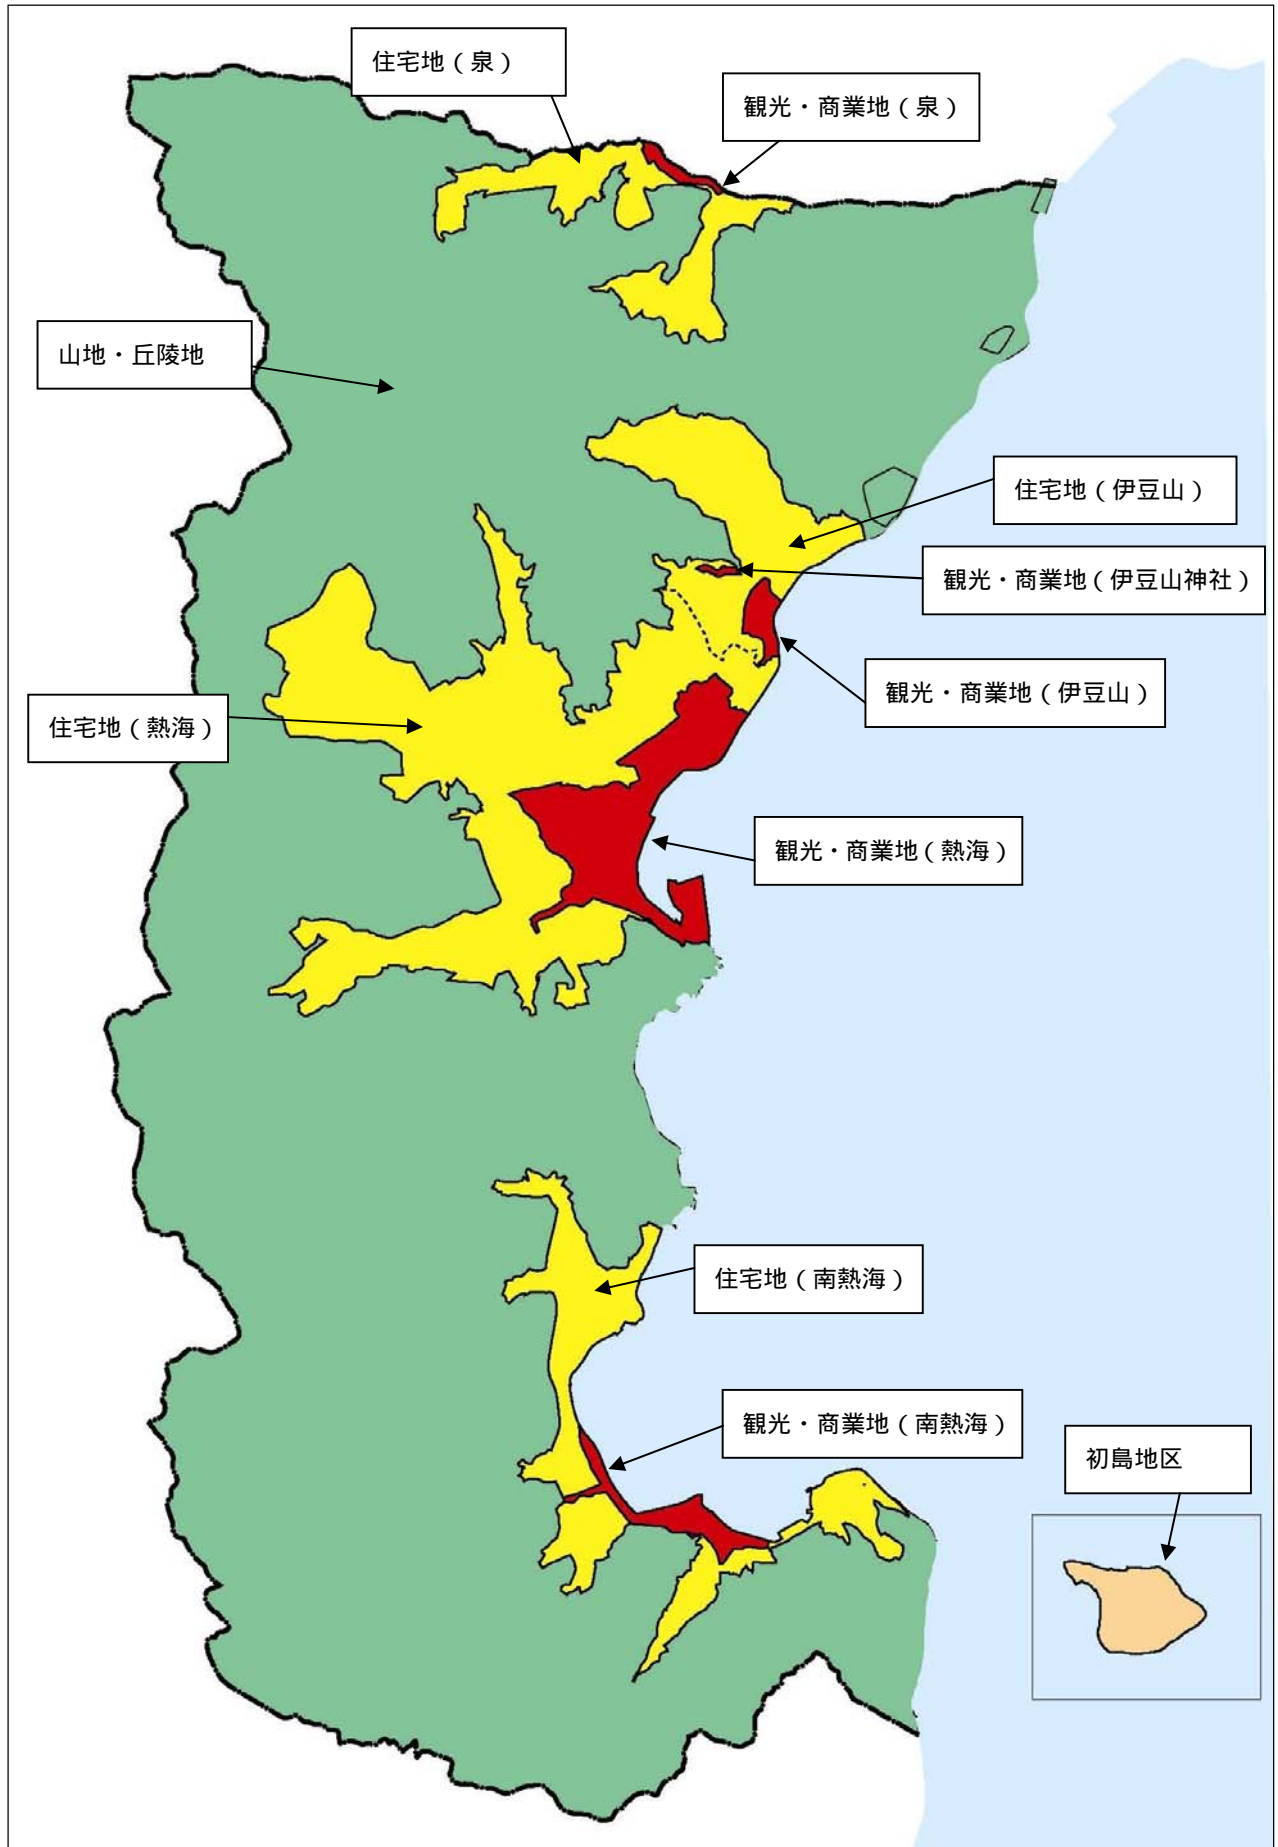 住宅地（泉）
観光・商業地（泉）
山地・丘陵地
住宅地（伊豆山）
観光・商業地（伊豆山神社）
観光・商業地（伊豆山）
住宅地（熱海）
観光・商業地（熱海）
住宅地（南熱海）
観光・商業地（南熱海）
初島地区